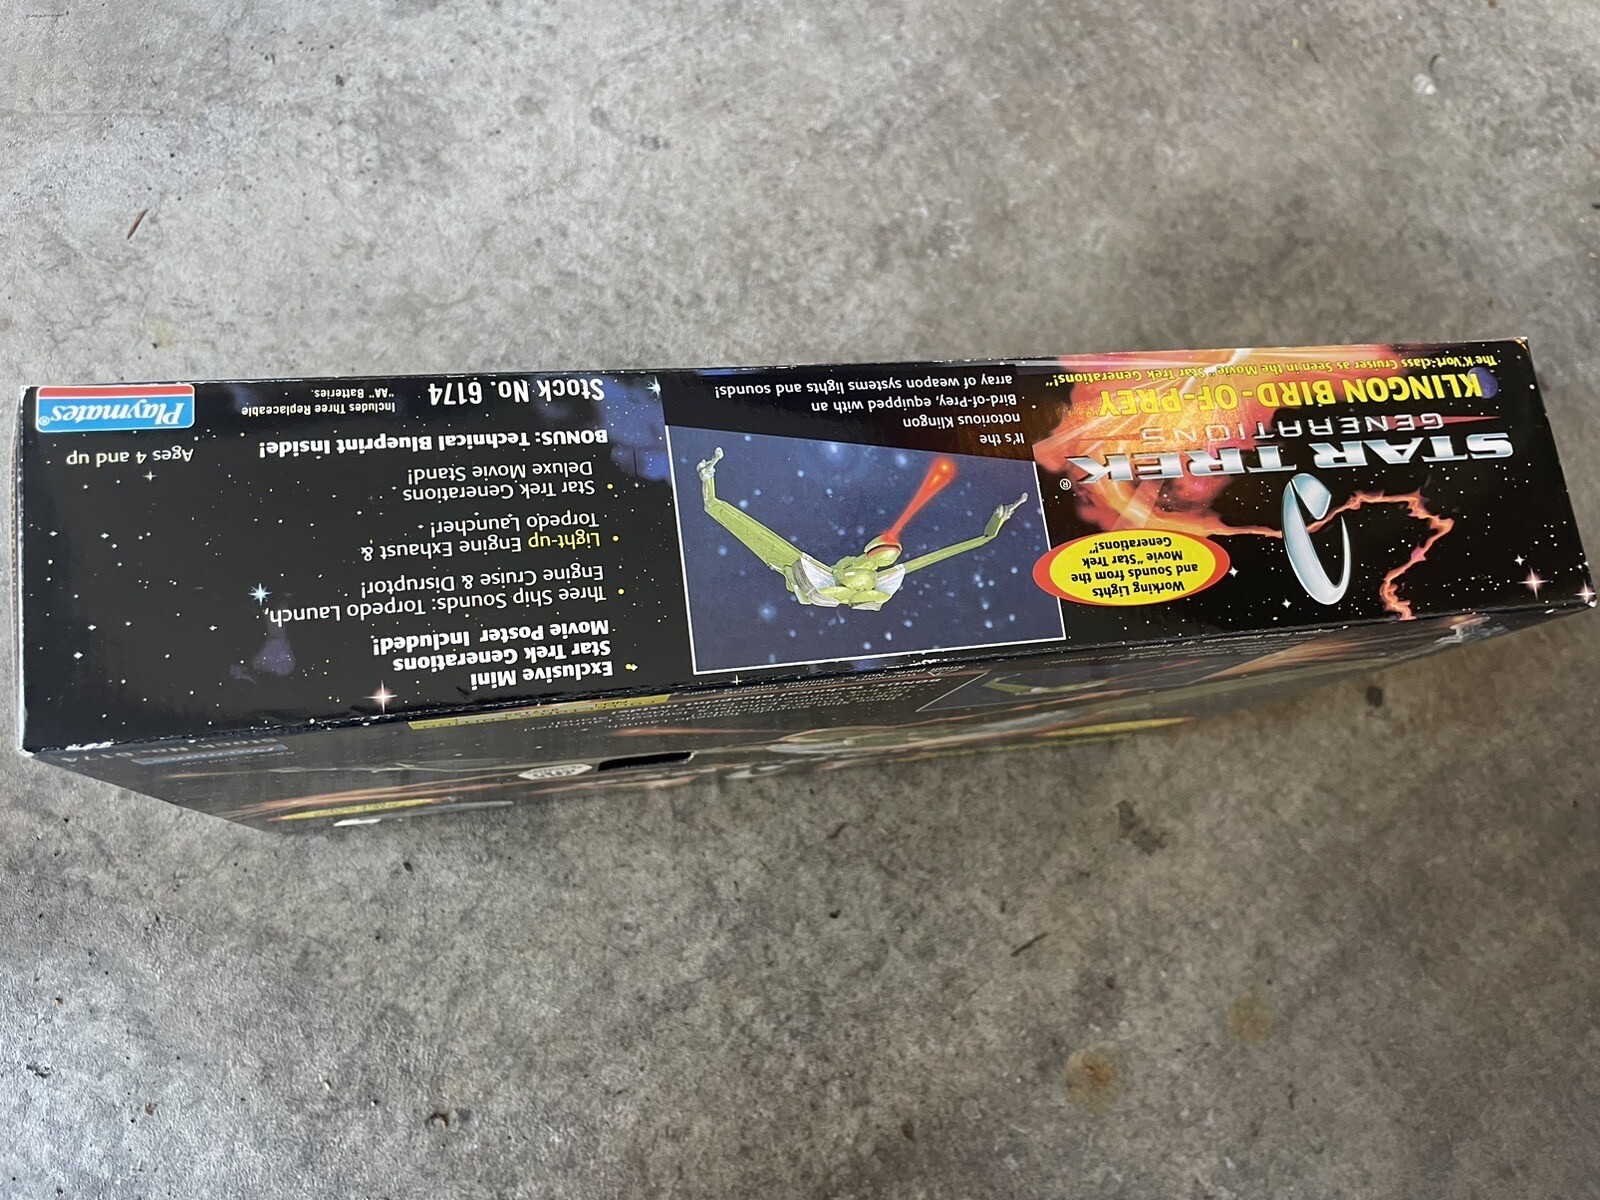 STAR TREK®
GENERATIONS
KLINGON BIRD-OF-PREY™
The K'Vort-class Cruiser as Seen in the Movie "Star Trek Generations!"
Working Lights
and Sounds from the
Movie "Star Trek
Generations!"
It's the
notorious Klingon
Bird-of-Prey, equipped with an
array of weapon systems lights and sounds!
• Exclusive Mini
Star Trek Generations
Movie Poster Included!
• Three Ship Sounds: Torpedo Launch,
Engine Cruise & Disruptor!
• Light-up Engine Exhaust &
Torpedo Launcher!
• Star Trek Generations
Deluxe Movie Stand!
BONUS: Technical Blueprint Inside!
Stock No. 6174
Includes Three Replaceable
"AA" Batteries.
Ages 4 and up
Playmates®